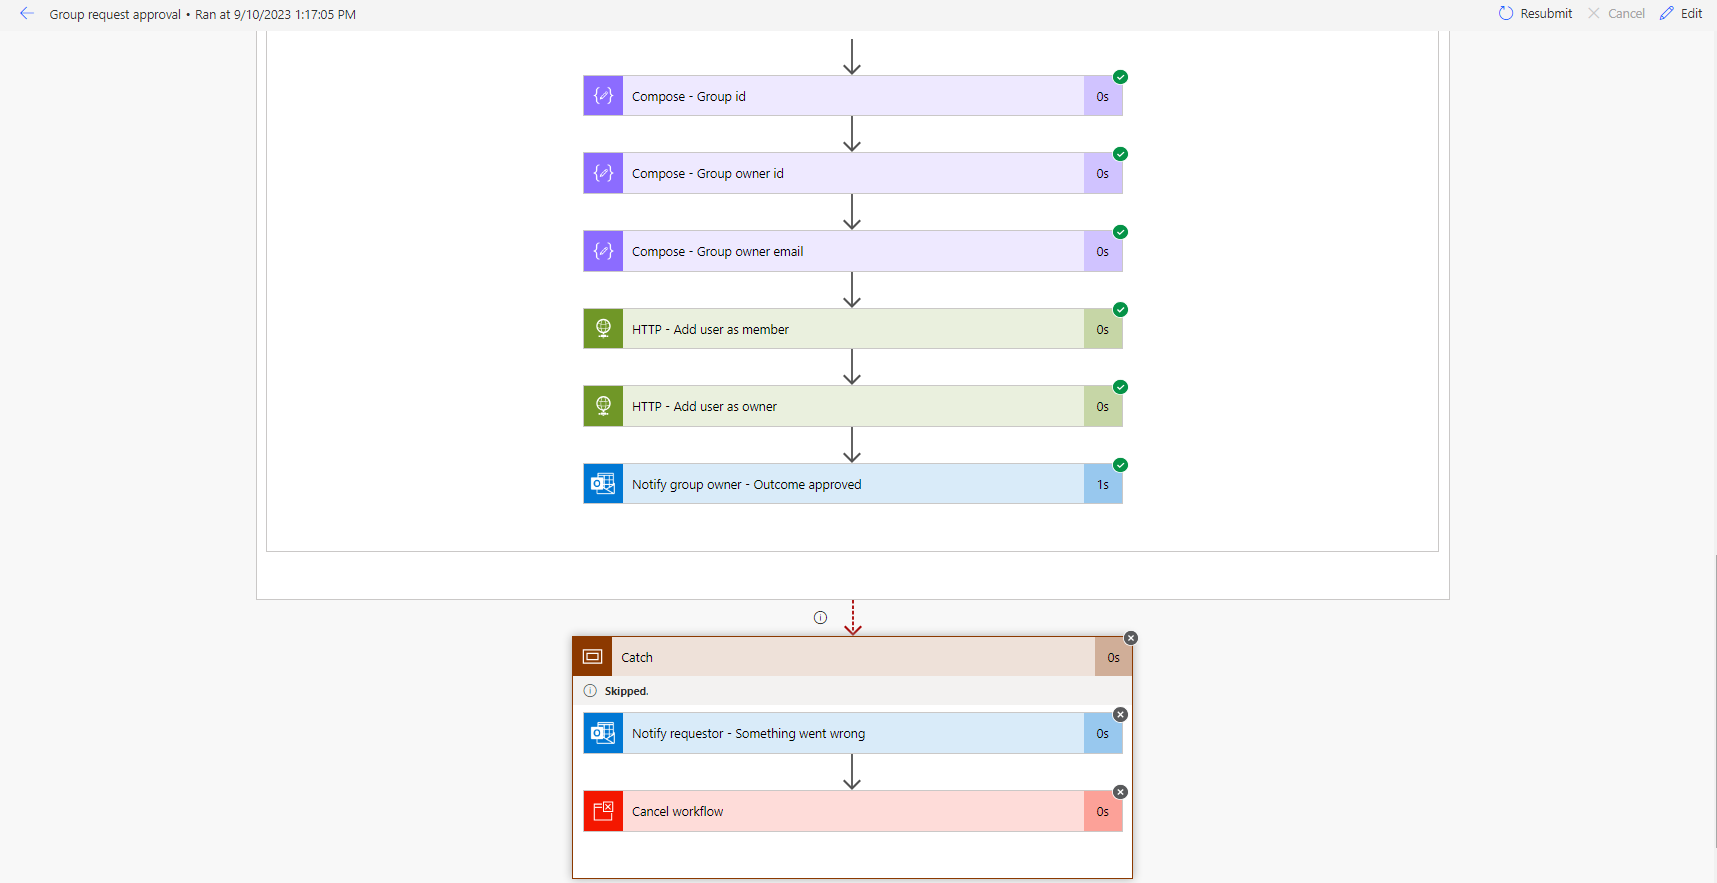 Group request approval • Ran at 9/10/2023 1:17:05 PM
Resubmit
Cancel
Edit
Compose - Group id
0s
Compose - Group owner id
0s
Compose - Group owner email
0s
HTTP - Add user as member
0s
HTTP - Add user as owner
0s
Notify group owner - Outcome approved
1s
Catch
0s
Skipped.
Notify requestor - Something went wrong
0s
Cancel workflow
0s